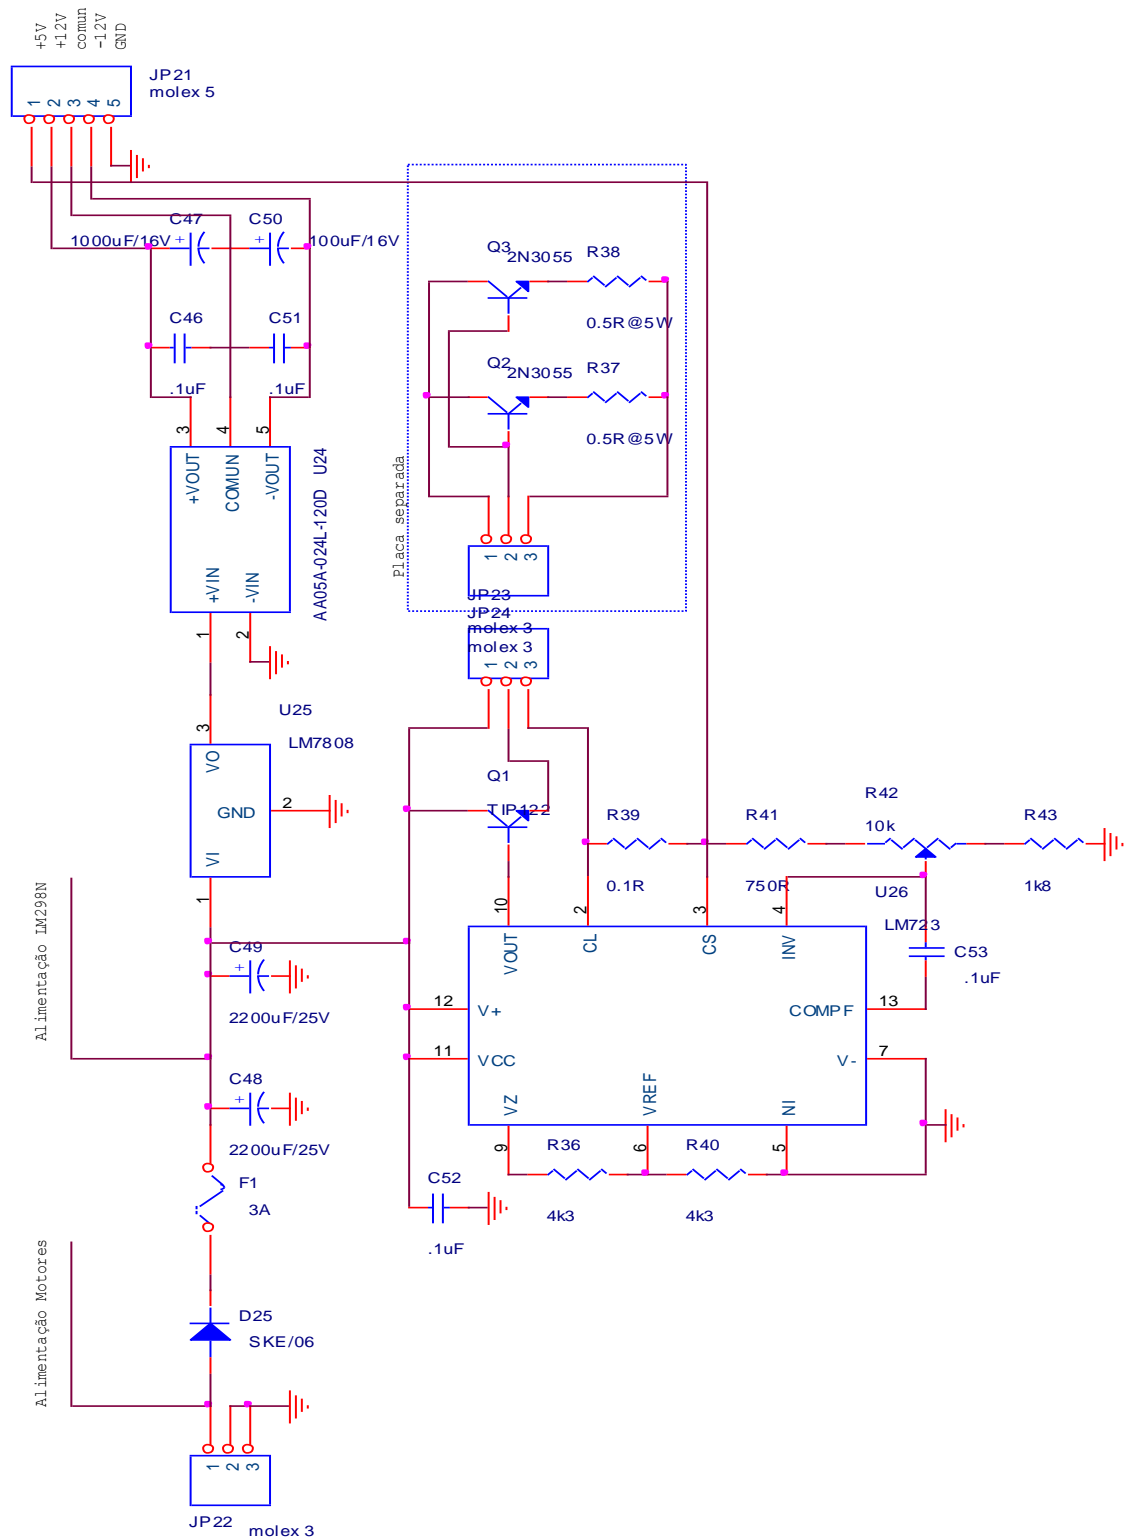 +5V
+12V
comun
-12V
GND
1
2
3
4
5
JP21
molex 5
C47
1000uF/16V
+
C50
100uF/16V
+
C46
.1uF
C51
.1uF
3
4
5
+VOUT
COMUN
-VOUT
+VIN
-VIN
1
2
AA05A-024L-120D U24
Q3
2N3055
R38
0.5R@5W
Q2
2N3055
R37
0.5R@5W
Placa separada
1
2
3
JP23
molex 3
JP24
molex 3
1
2
3
U25
LM7808
3
VO
GND
2
VI
1
Q1
TIP122
R39
0.1R
R41
750R
R42
10k
R43
1k8
U26
LM723
10
2
3
4
VOUT
CL
CS
INV
12
V+
11
VCC
COMPF
13
V-
7
VZ
VREF
NI
9
6
5
C53
.1uF
R36
4k3
R40
4k3
C52
.1uF
Alimentação LM298N
C49
+
2200uF/25V
C48
+
2200uF/25V
F1
3A
Alimentação Motores
D25
SKE/06
1
2
3
JP22
molex 3